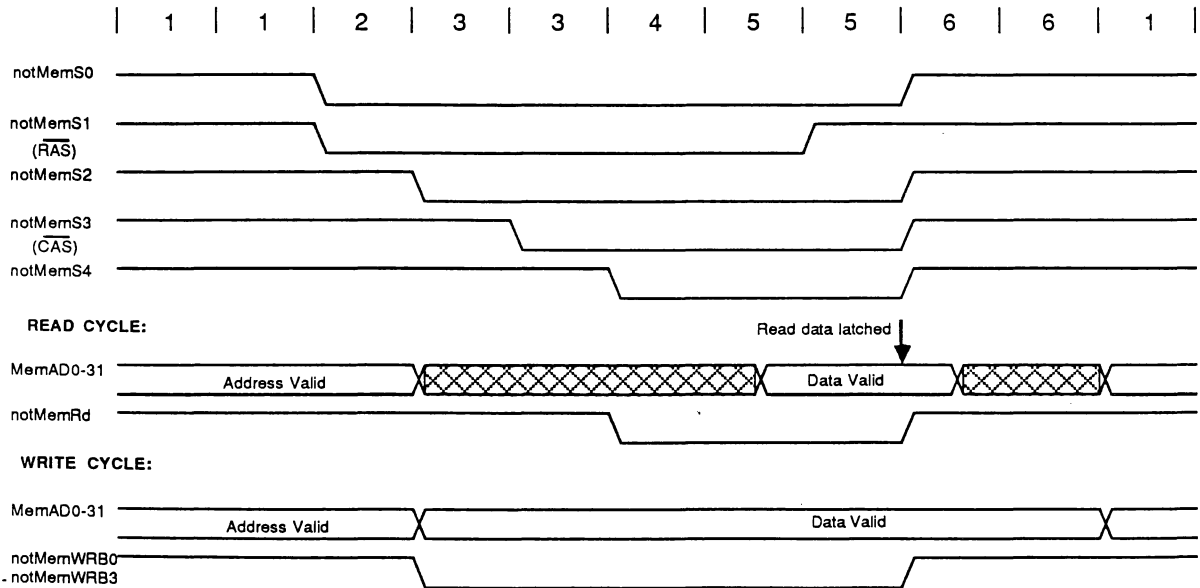 | 1 | 1 | 2 | 3 | 3 | 4 | 5 | 5 | 6 | 6 | 1 |
notMemS0
notMemS1
(RAS)
notMemS2
notMemS3
(CAS)
notMemS4
READ CYCLE:
Read data latched
MemAD0-31
Address Valid
Data Valid
notMemRd
WRITE CYCLE:
MemAD0-31
Address Valid
Data Valid
notMemWRB0
- notMemWRB3